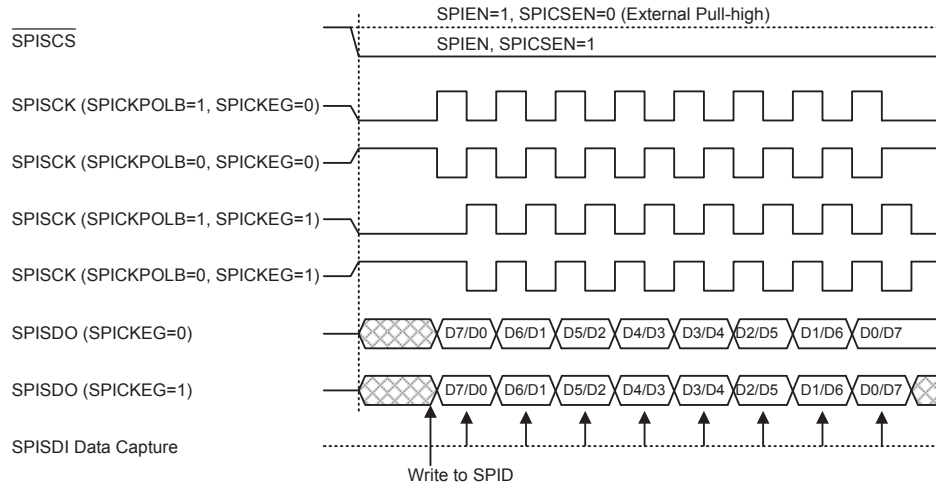 SPIEN=1, SPICSEN=0 (External Pull-high)
SPISCS
SPIEN, SPICSEN=1
SPISCK (SPICKPOLB=1, SPICKEG=0)
SPISCK (SPICKPOLB=0, SPICKEG=0)
SPISCK (SPICKPOLB=1, SPICKEG=1)
SPISCK (SPICKPOLB=0, SPICKEG=1)
SPISDO (SPICKEG=0) D7/D0 D6/D1 D5/D2 D4/D3 D3/D4 D2/D5 D1/D6 D0/D7
SPISDO (SPICKEG=1) D7/D0 D6/D1 D5/D2 D4/D3 D3/D4 D2/D5 D1/D6 D0/D7
SPISDI Data Capture
Write to SPID